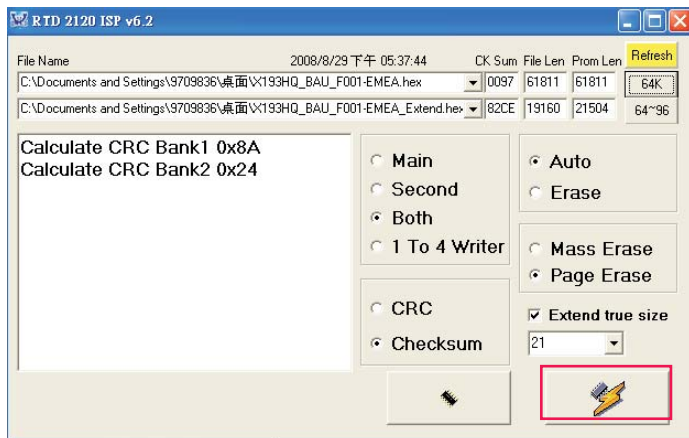 RTD 2120 ISP v6.2
File Name 2008/8/29 下午 05:37:44 CK Sum File Len Prom Len Refresh
C:\Documents and Settings\9709836\桌面\X193HQ_BAU_F001-EMEA.hex 0097 61811 61811 64K
C:\Documents and Settings\9709836\桌面\X193HQ_BAU_F001-EMEA_Extend.hex 82CE 19160 21504 64~96
Calculate CRC Bank1 0x8A
Calculate CRC Bank2 0x24
Main
Second
Both
1 To 4 Writer
Auto
Erase
Mass Erase
Page Erase
CRC
Checksum
Extend true size
21